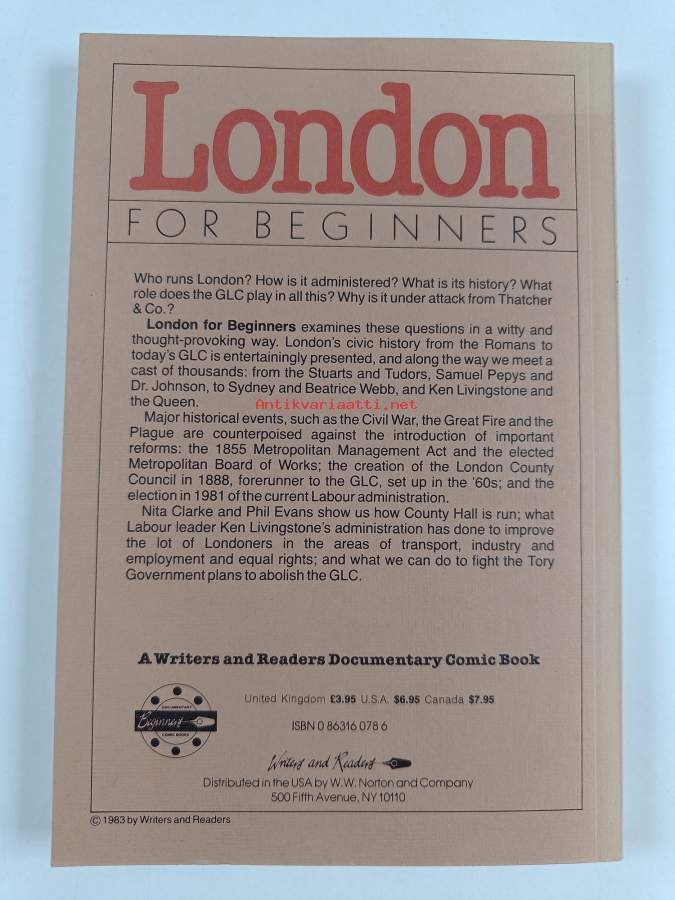 London
FOR BEGINNERS
Who runs London? How is it administered? What is its history? What
role does the GLC play in all this? Why is it under attack from Thatcher
& Co.?
London for Beginners examines these questions in a witty and
thought-provoking way. London's civic history from the Romans to
today's GLC is entertainingly presented, and along the way we meet a
cast of thousands: from the Stuarts and Tudors, Samuel Pepys and
Dr. Johnson, to Sydney and Beatrice Webb, and Ken Livingstone and
the Queen.
Antikvariaatti.net
Major historical events, such as the Civil War, the Great Fire and the
Plague are counterpoised against the introduction of important
reforms: the 1855 Metropolitan Management Act and the elected
Metropolitan Board of Works; the creation of the London County
Council in 1888, forerunner to the GLC, set up in the '60s; and the
election in 1981 of the current Labour administration.
Nita Clarke and Phil Evans show us how County Hall is run; what
Labour leader Ken Livingstone's administration has done to improve
the lot of Londoners in the areas of transport, industry and
employment and equal rights; and what we can do to fight the Tory
Government plans to abolish the GLC.
A Writers and Readers Documentary Comic Book
DOCUMENTARY
Beginners
COMIC BOOKS
United Kingdom £3.95 U.S.A. $6.95 Canada $7.95
ISBN 0 86316 078 6
Writers and Readers
Distributed in the USA by W.W. Norton and Company
500 Fifth Avenue, NY 10110
© 1983 by Writers and Readers